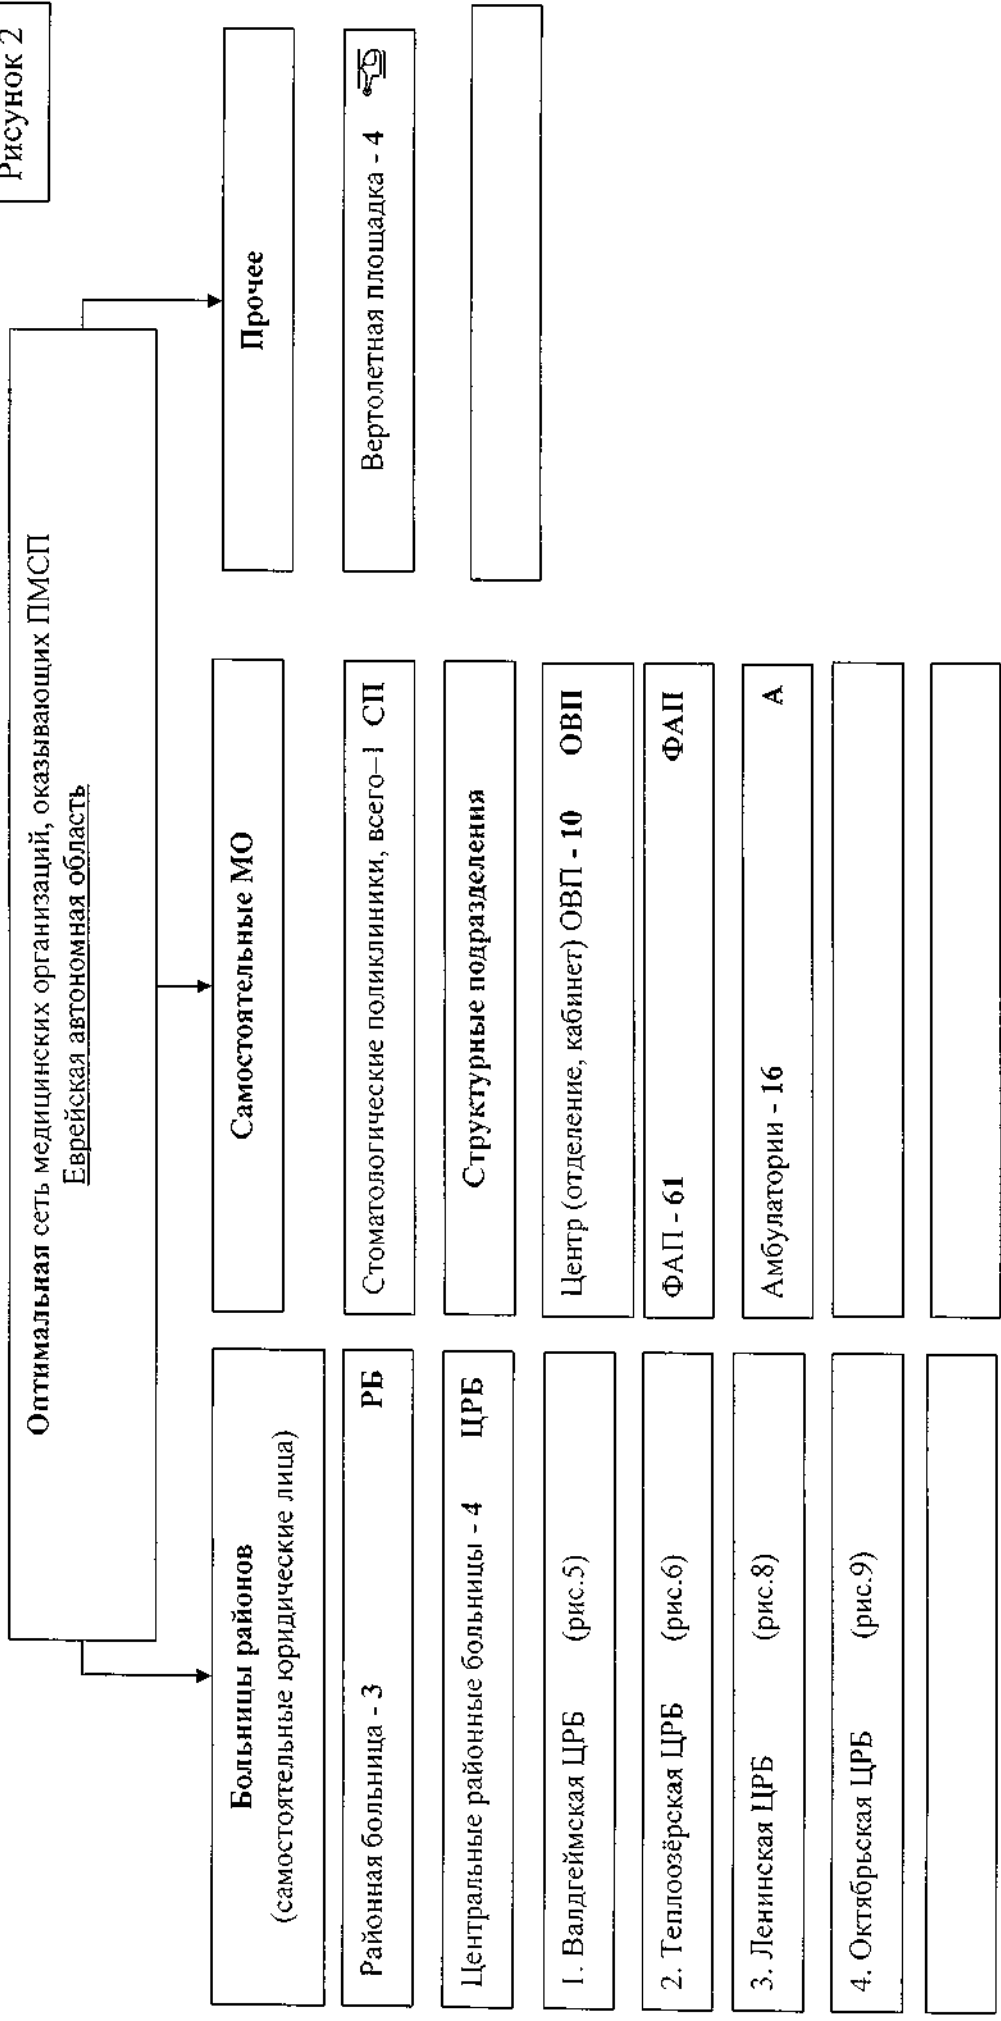 Рисунок 2
Оптимальная сеть медицинских организаций, оказывающих ПМСП
Еврейская автономная область
Больницы районов
(самостоятельные юридические лица)
Районная больница - 3 РБ
Центральные районные больницы - 4 ЦРБ
1. Валдгеймская ЦРБ (рис.5)
2. Теплоозёрская ЦРБ (рис.6)
3. Ленинская ЦРБ (рис.8)
4. Октябрьская ЦРБ (рис.9)
Самостоятельные МО
Стоматологические поликлиники, всего–1 СП
Структурные подразделения
Центр (отделение, кабинет) ОВП - 10 ОВП
ФАП - 61 ФАП
Амбулатории - 16 А
Прочее
Вертолетная площадка - 4